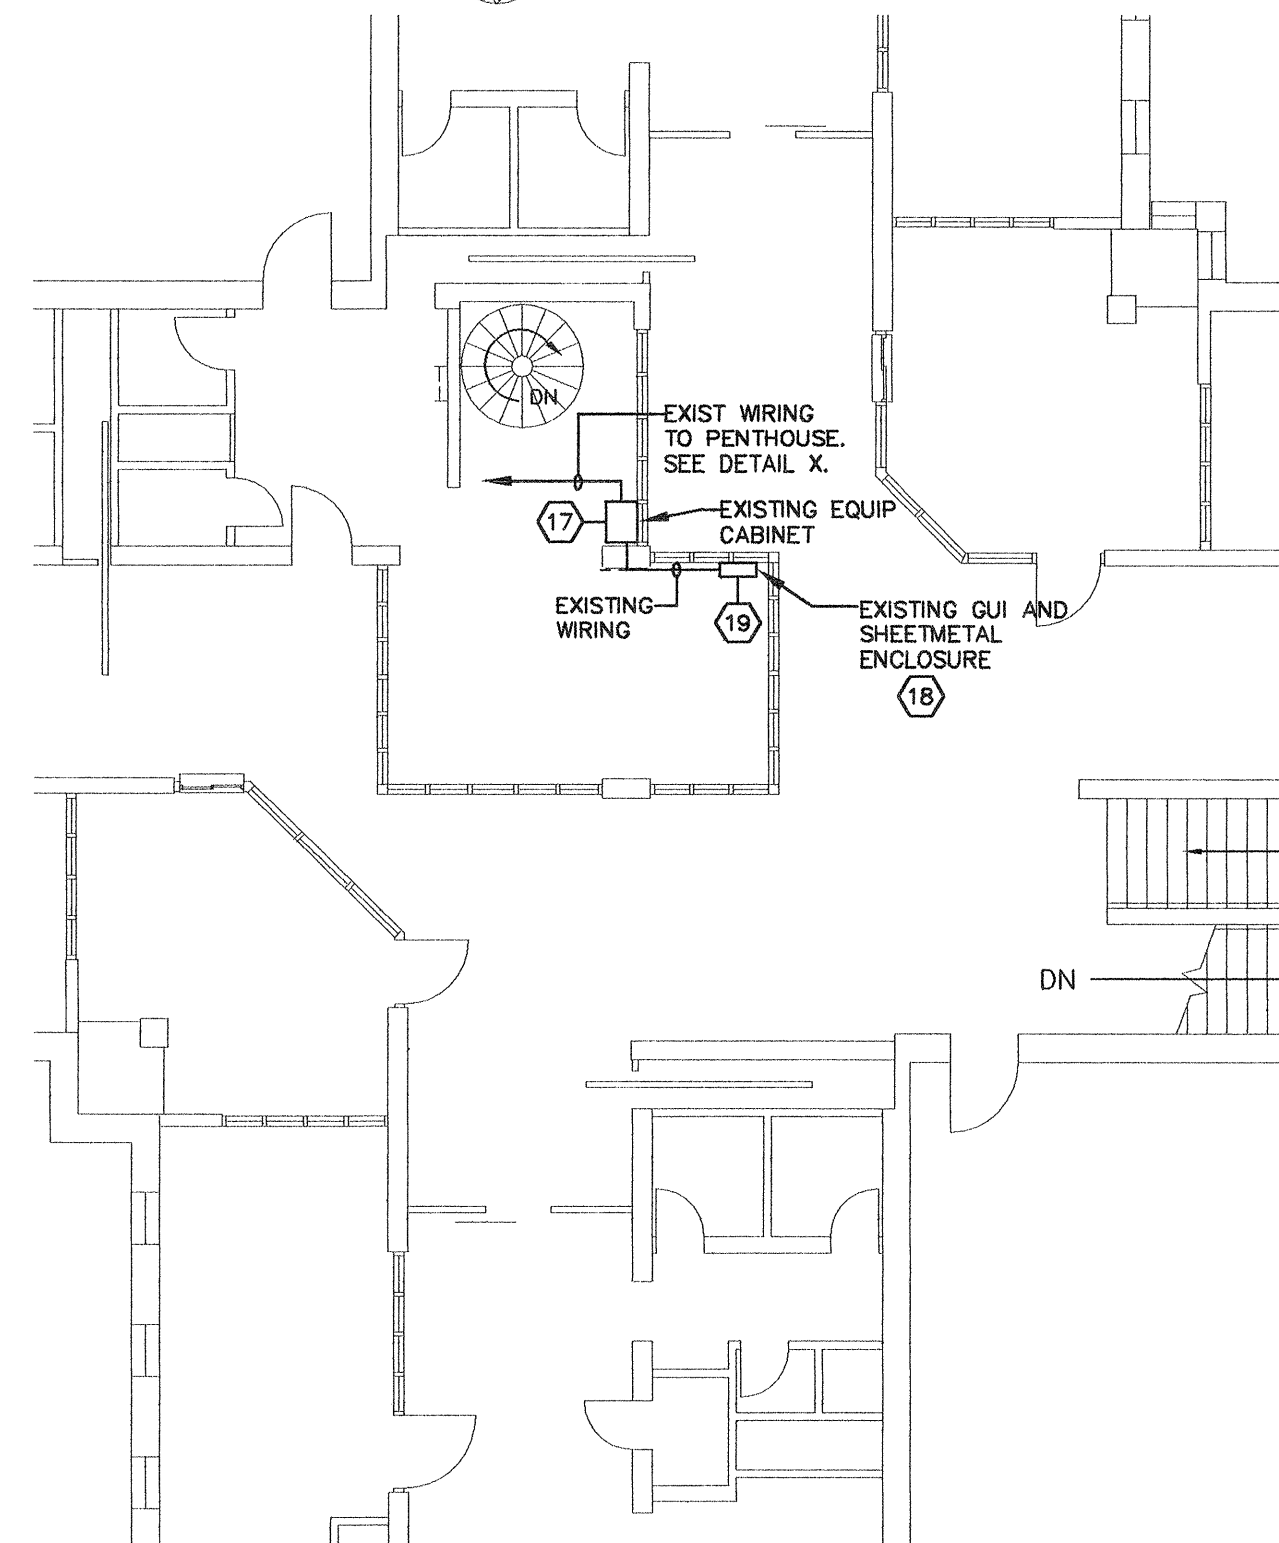 DN
EXIST WIRING
TO PENTHOUSE.
SEE DETAIL X.
17
EXISTING EQUIP
CABINET
EXISTING
WIRING
19
EXISTING GUI AND
SHEETMETAL
ENCLOSURE
18
DN